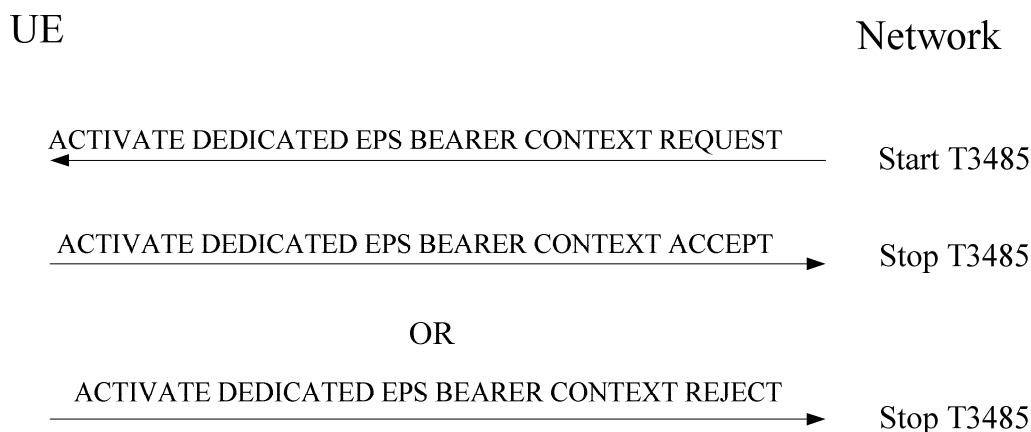 UE
Network
ACTIVATE DEDICATED EPS BEARER CONTEXT REQUEST
Start T3485
ACTIVATE DEDICATED EPS BEARER CONTEXT ACCEPT
Stop T3485
OR
ACTIVATE DEDICATED EPS BEARER CONTEXT REJECT
Stop T3485